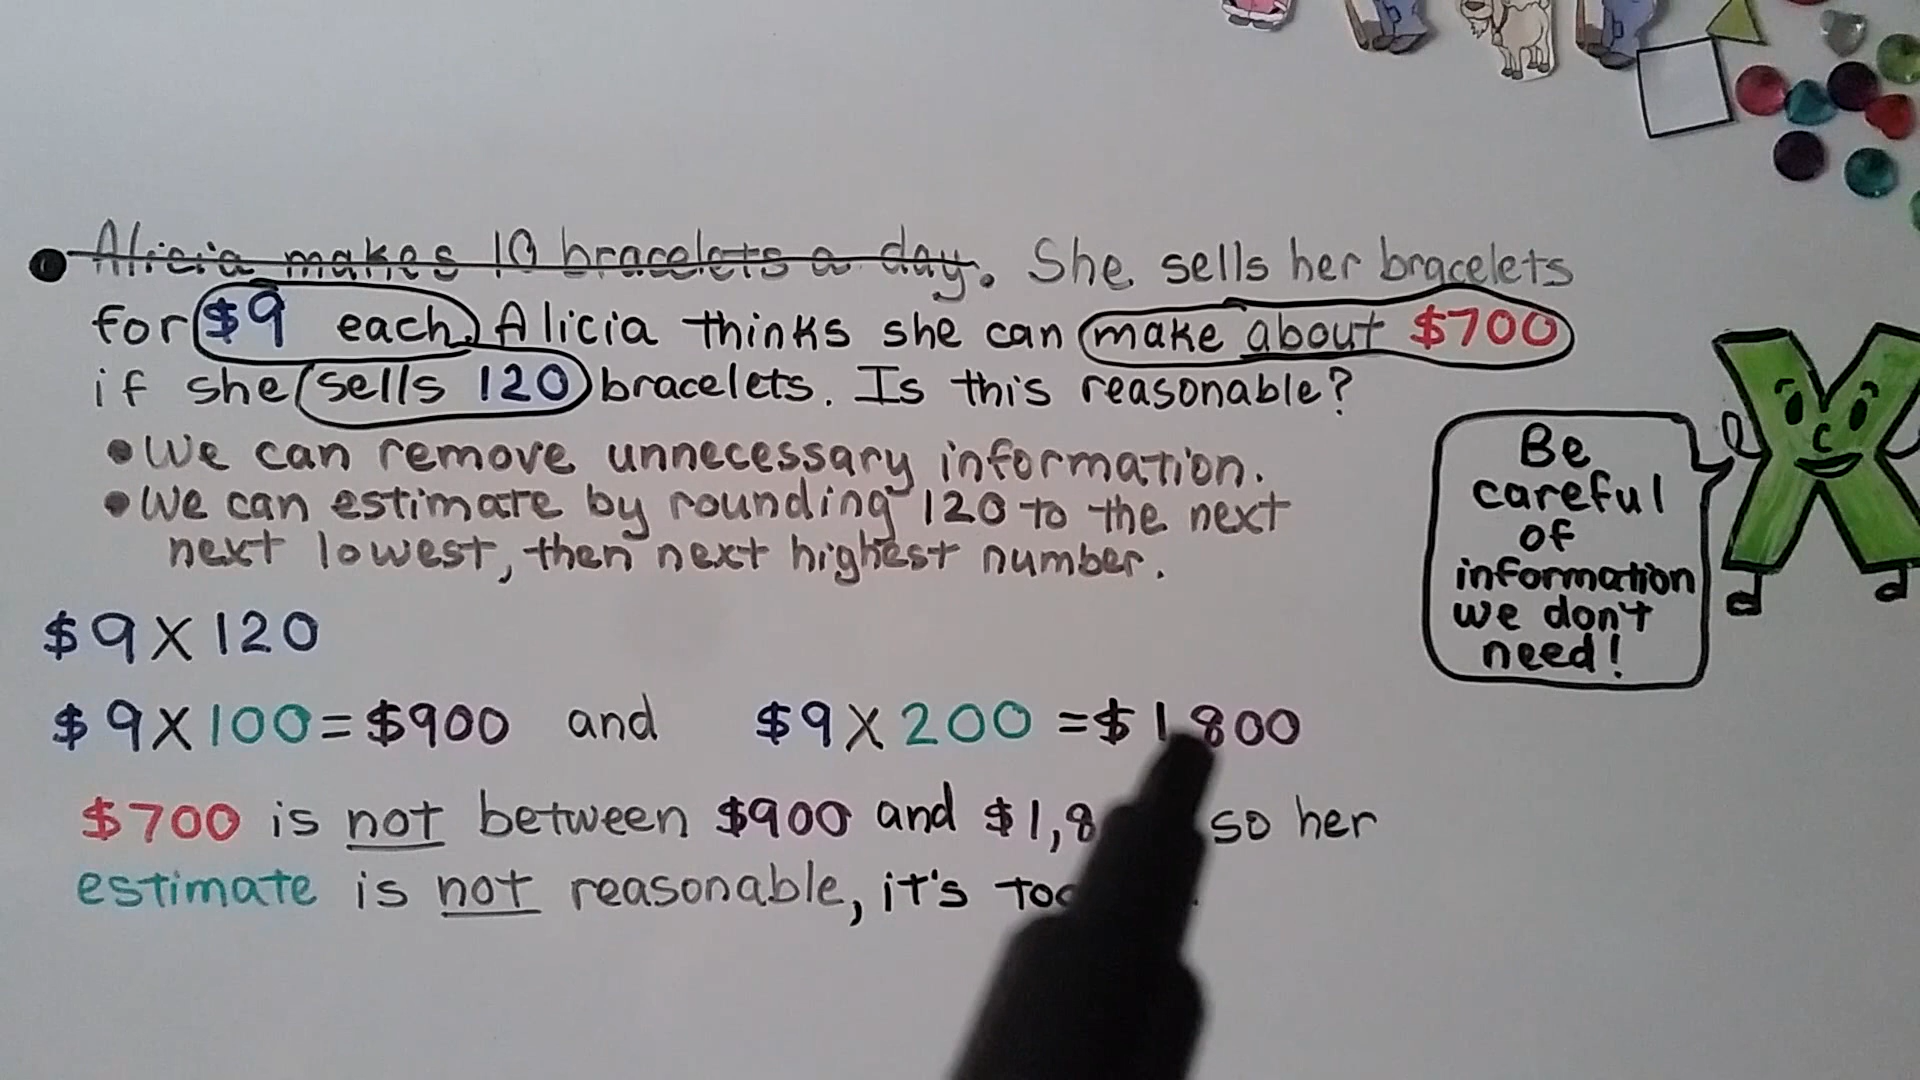 Alicia makes 10 bracelets a day. She sells her bracelets
for $9 each. Alicia thinks she can make about $700
if she sells 120 bracelets. Is this reasonable?
• We can remove unnecessary information.
• We can estimate by rounding 120 to the next
next lowest, then next highest number.
$9 X 120
$9 X 100 = $900 and $9 X 200 = $1,800
$700 is not between $900 and $1,8 so her
estimate is not reasonable, it's
Be
careful
of
information
we don't
need!